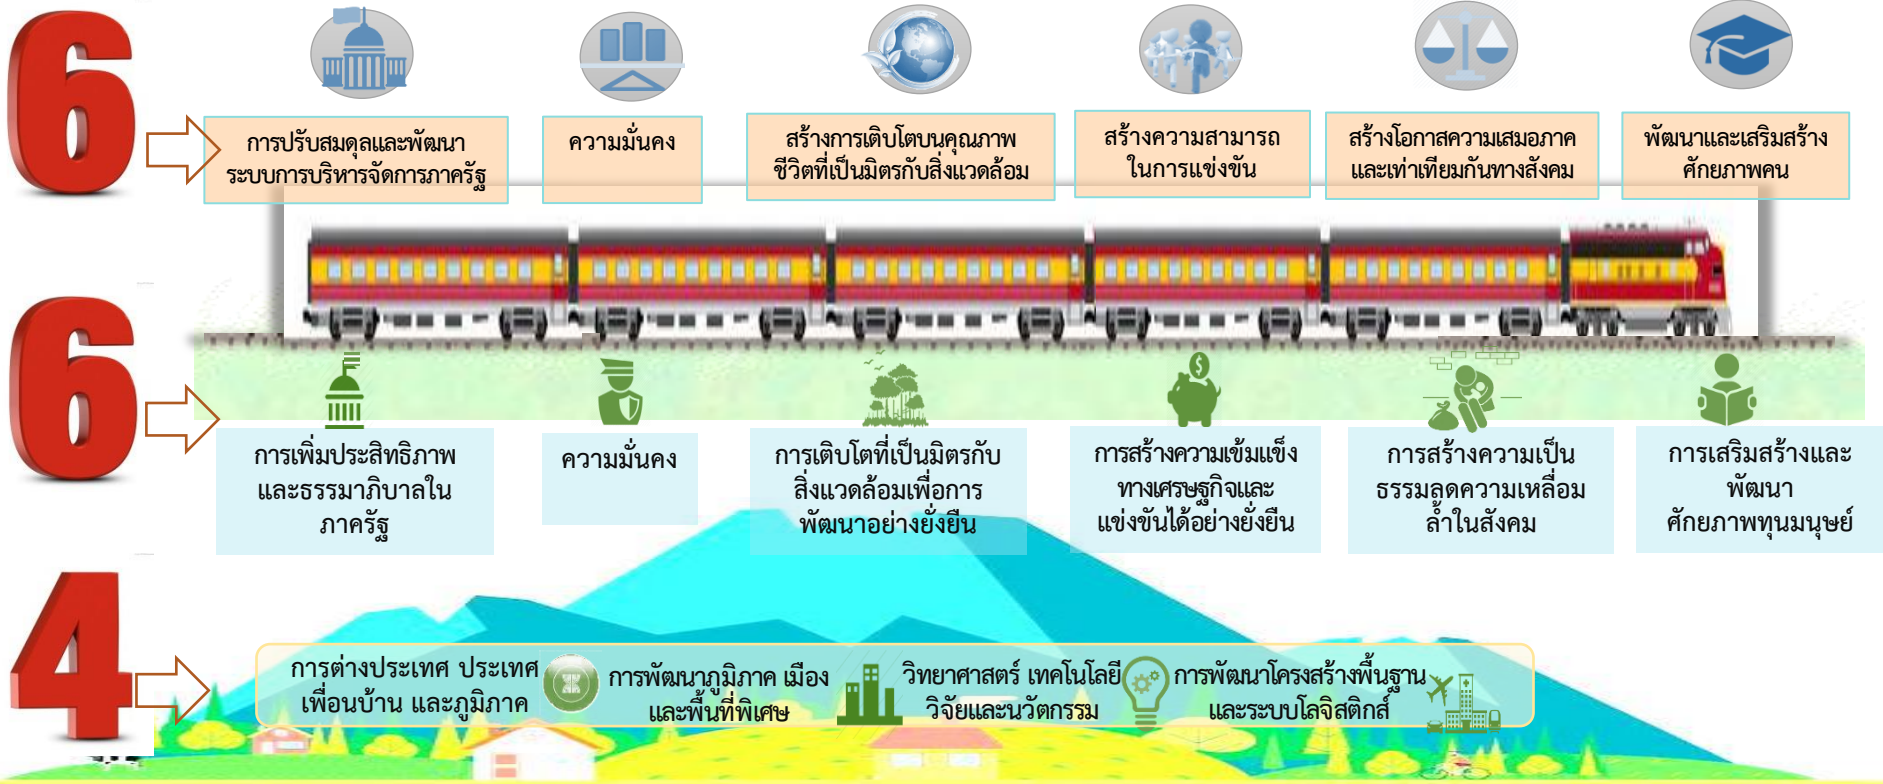 6
การปรับสมดุลและพัฒนา
ระบบการบริหารจัดการภาครัฐ
ความมั่นคง
สร้างการเติบโตบนคุณภาพ
ชีวิตที่เป็นมิตรกับสิ่งแวดล้อม
สร้างความสามารถ
ในการแข่งขัน
สร้างโอกาสความเสมอภาค
และเท่าเทียมกันทางสังคม
พัฒนาและเสริมสร้าง
ศักยภาพคน
6
การเพิ่มประสิทธิภาพ
และธรรมาภิบาลใน
ภาครัฐ
ความมั่นคง
การเติบโตที่เป็นมิตรกับ
สิ่งแวดล้อมเพื่อการ
พัฒนาอย่างยั่งยืน
การสร้างความเข้มแข็ง
ทางเศรษฐกิจและ
แข่งขันได้อย่างยั่งยืน
การสร้างความเป็น
ธรรมลดความเหลื่อม
ล้ำในสังคม
การเสริมสร้างและ
พัฒนา
ศักยภาพทุนมนุษย์
4
การต่างประเทศ ประเทศ
เพื่อนบ้าน และภูมิภาค
การพัฒนาภูมิภาค เมือง
และพื้นที่พิเศษ
วิทยาศาสตร์ เทคโนโลยี
วิจัยและนวัตกรรม
การพัฒนาโครงสร้างพื้นฐาน
และระบบโลจิสติกส์